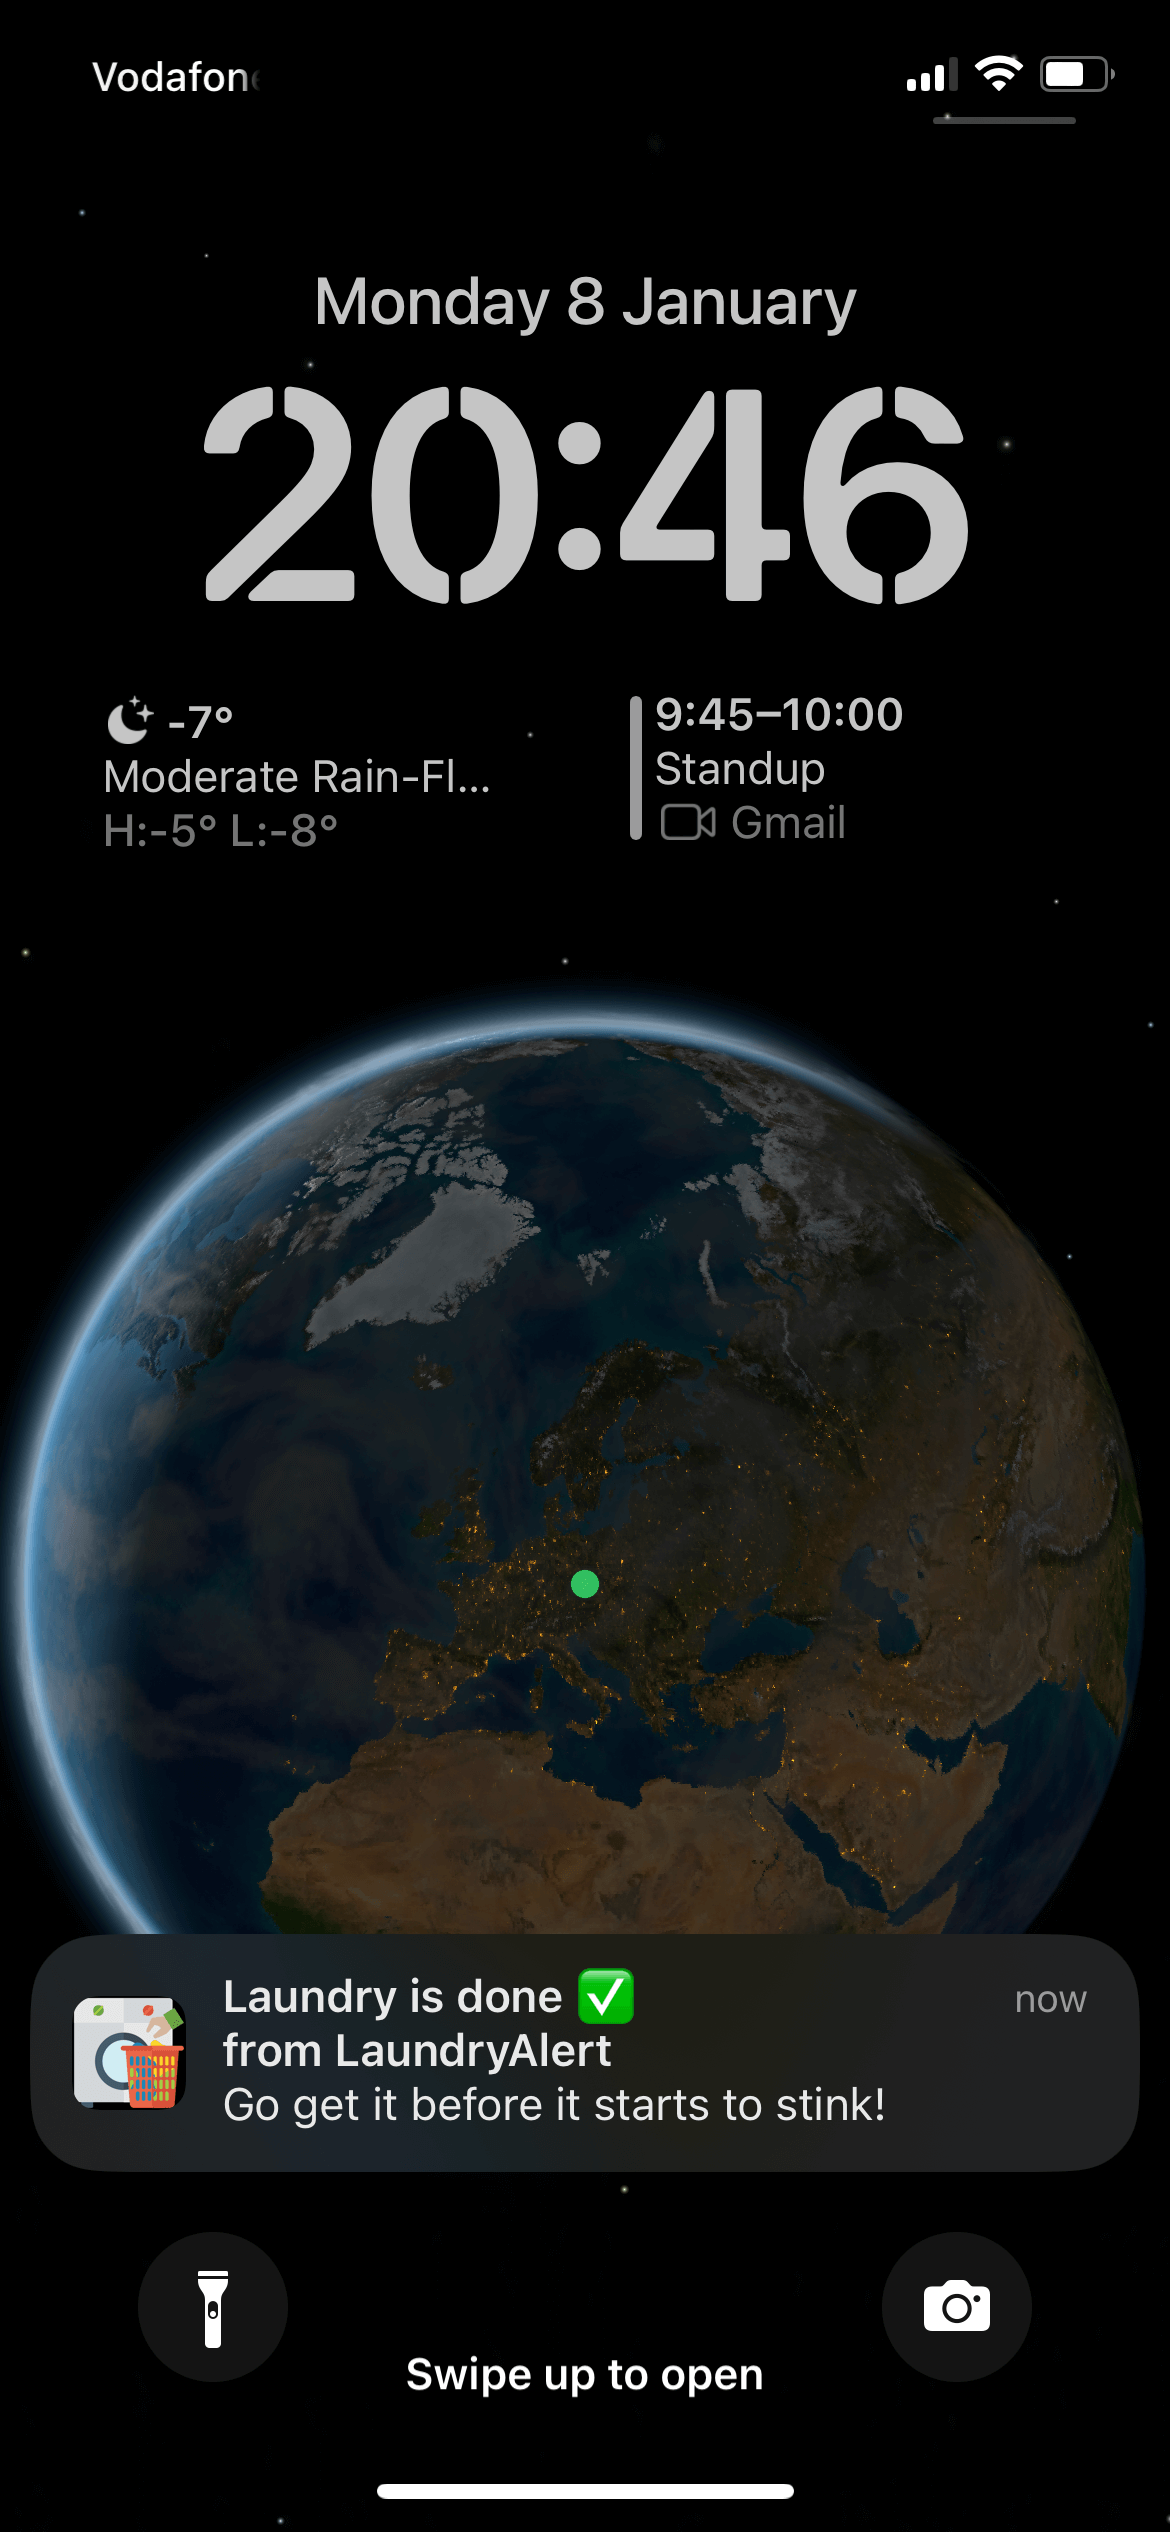 Vodafon
Monday 8 January
20:46
-7°
Moderate Rain-Fl...
H:-5° L:-8°
9:45–10:00
Standup
Gmail
Laundry is done ✅
now
from LaundryAlert
Go get it before it starts to stink!
Swipe up to open